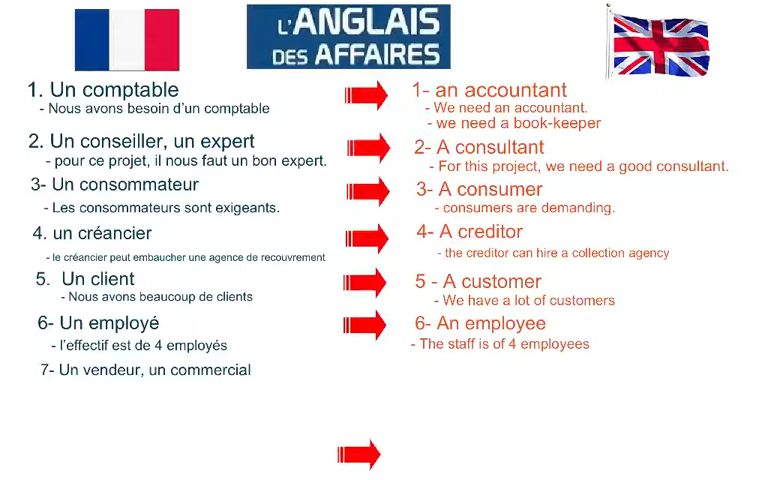 L'ANGLAIS
DES AFFAIRES
1. Un comptable
- Nous avons besoin d'un comptable
2. Un conseiller, un expert
- pour ce projet, il nous faut un bon expert.
3- Un consommateur
- Les consommateurs sont exigeants.
4. un créancier
- le créancier peut embaucher une agence de recouvrement
5. Un client
- Nous avons beaucoup de clients
6- Un employé
- l'effectif est de 4 employés
7- Un vendeur, un commercial
1- an accountant
- We need an accountant.
- we need a book-keeper
2- A consultant
- For this project, we need a good consultant.
3- A consumer
- consumers are demanding.
4- A creditor
- the creditor can hire a collection agency
5 - A customer
- We have a lot of customers
6- An employee
- The staff is of 4 employees